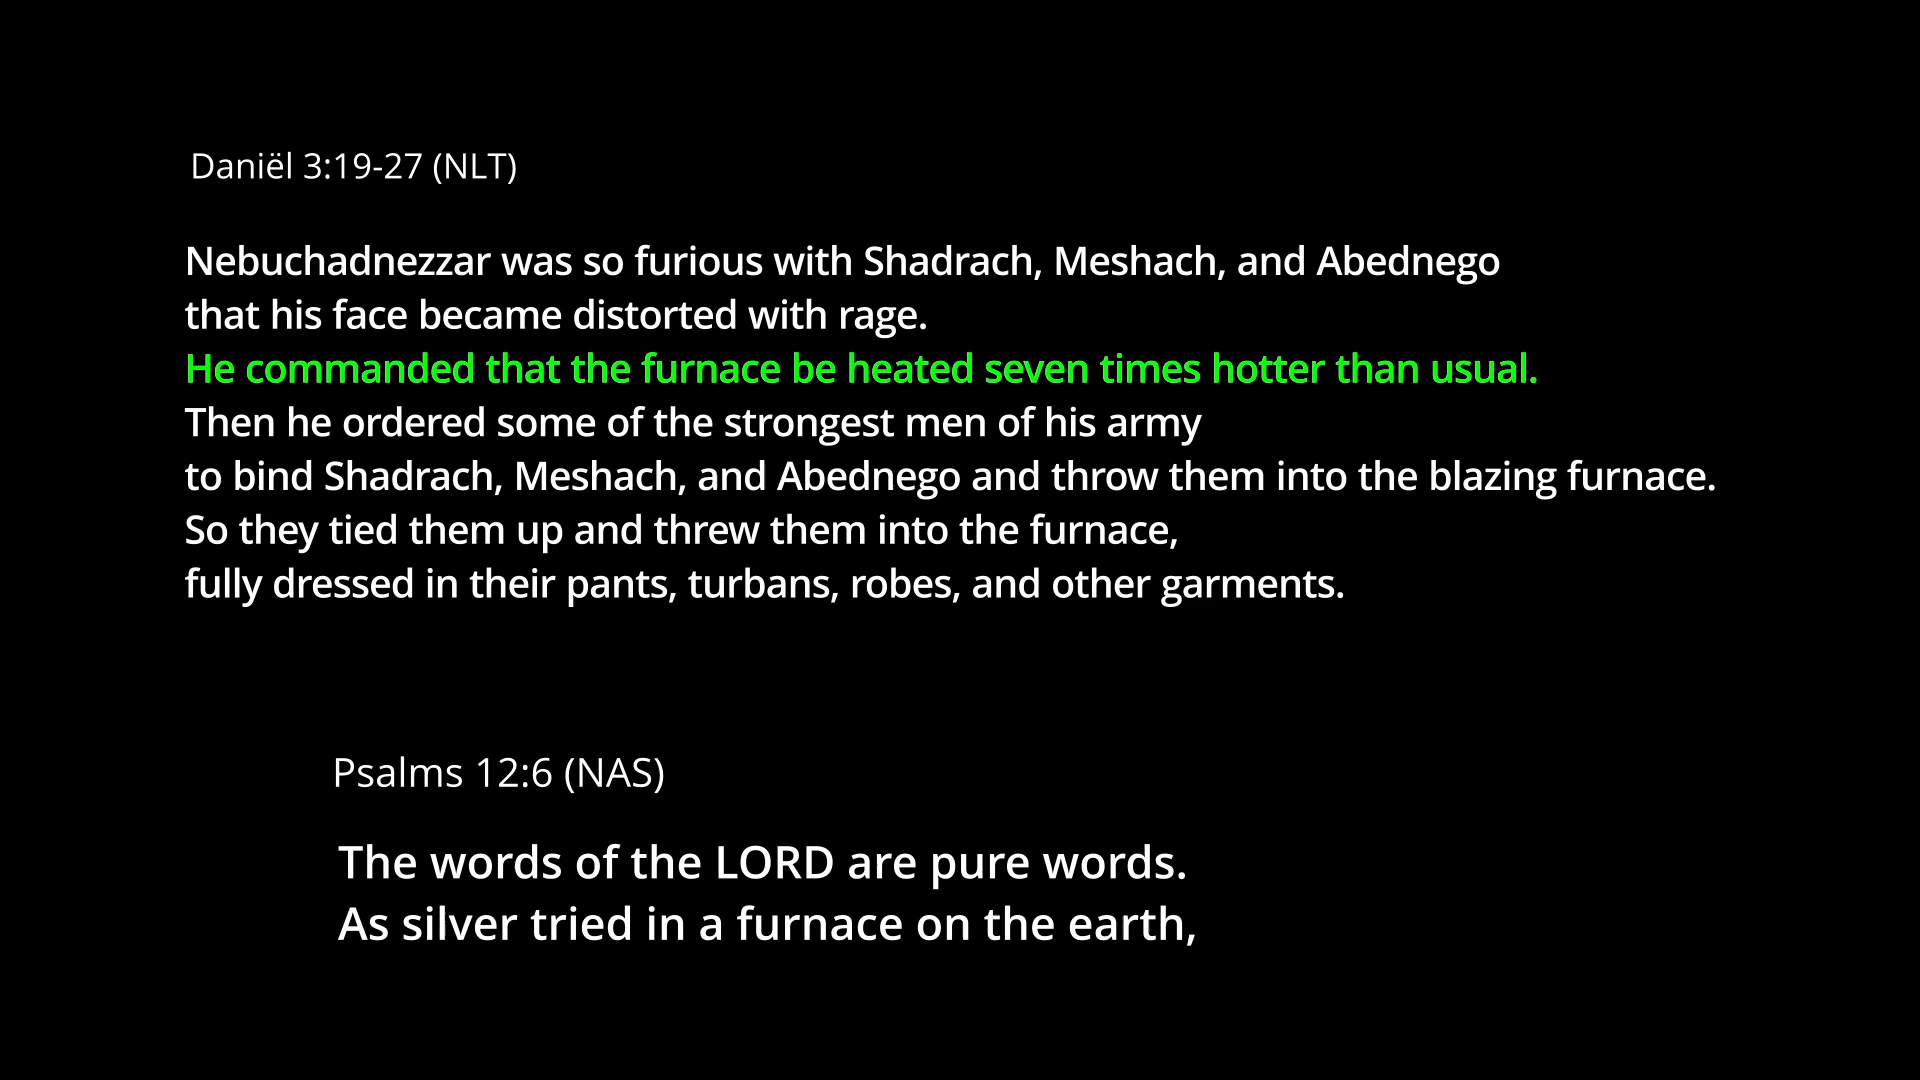 Daniël 3:19-27 (NLT)
Nebuchadnezzar was so furious with Shadrach, Meshach, and Abednego
that his face became distorted with rage.
He commanded that the furnace be heated seven times hotter than usual.
Then he ordered some of the strongest men of his army
to bind Shadrach, Meshach, and Abednego and throw them into the blazing furnace.
So they tied them up and threw them into the furnace,
fully dressed in their pants, turbans, robes, and other garments.
Psalms 12:6 (NAS)
The words of the LORD are pure words.
As silver tried in a furnace on the earth,